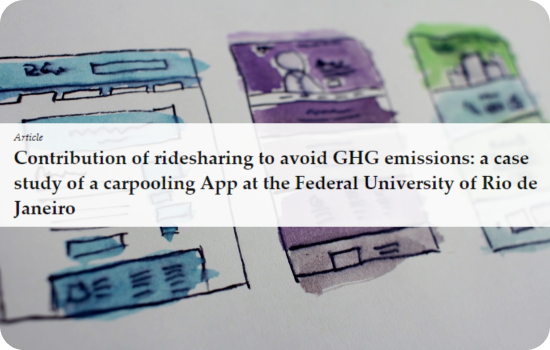 Article
Contribution of ridesharing to avoid GHG emissions: a case
study of a carpooling App at the Federal University of Rio de
Janeiro